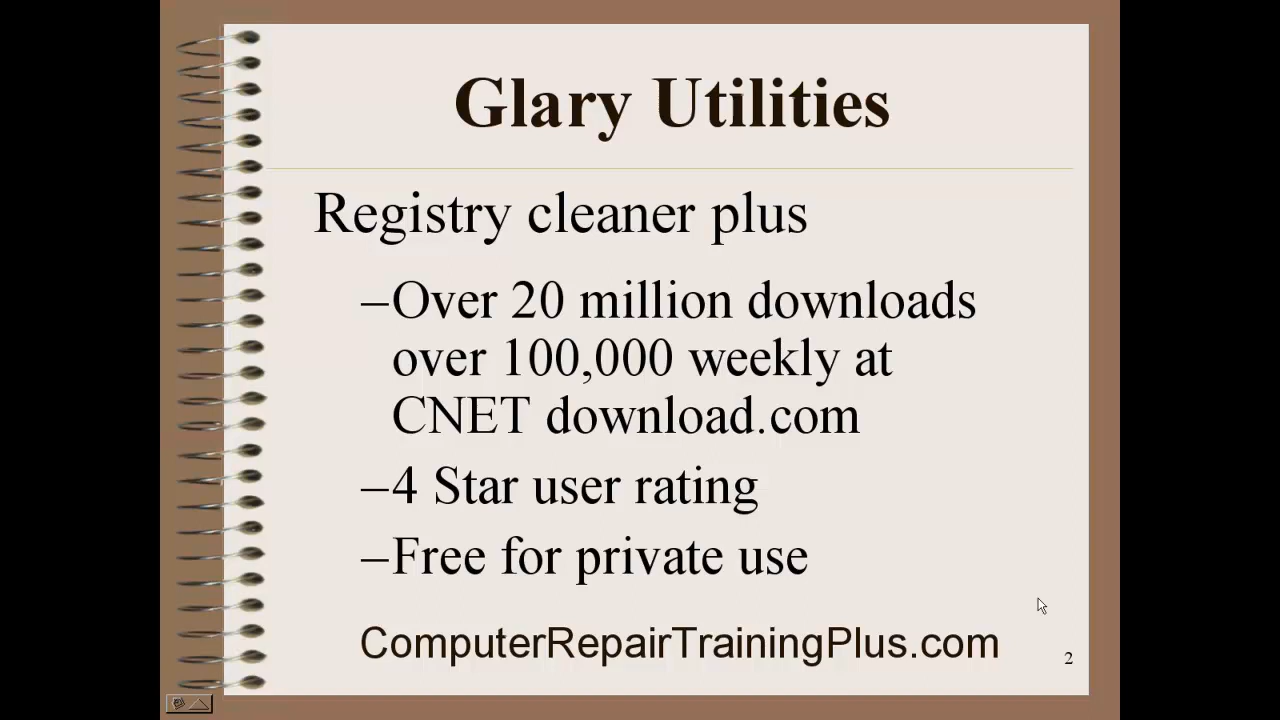 Glary Utilities
Registry cleaner plus
–Over 20 million downloads
over 100,000 weekly at
CNET download.com
–4 Star user rating
–Free for private use
ComputerRepairTrainingPlus.com
2